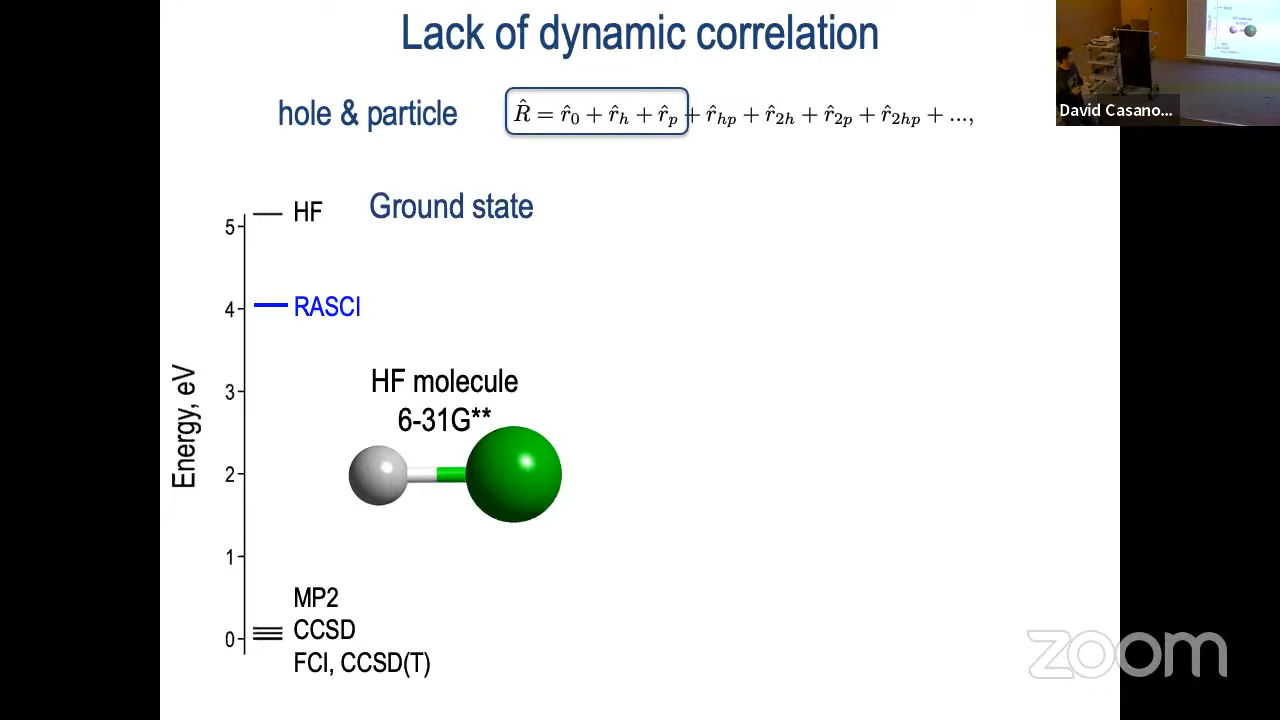 Lack of dynamic correlation
hole & particle
R̂ = r̂₀ + r̂ₕ + r̂ₚ + r̂ₕₚ + r̂₂ₕ + r̂₂ₚ + r̂₂ₕₚ + ...,
David Casano...
Ground state
HF
5
RASCI
4
3
2
1
0
Energy, eV
HF molecule
6-31G**
MP2
CCSD
FCI, CCSD(T)
zoom